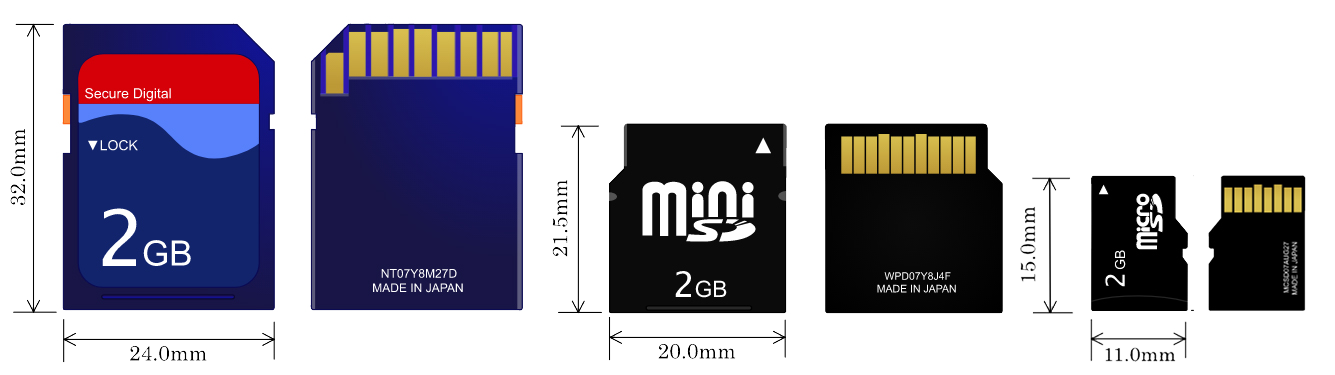 32.0mm
Secure Digital
▼LOCK
2GB
24.0mm
NT07Y8M27D
MADE IN JAPAN
21.5mm
mini
SD
2GB
20.0mm
WPD07Y8J4F
MADE IN JAPAN
15.0mm
micro
SD
2GB
11.0mm
MCSD07AUG27
MADE IN JAPAN